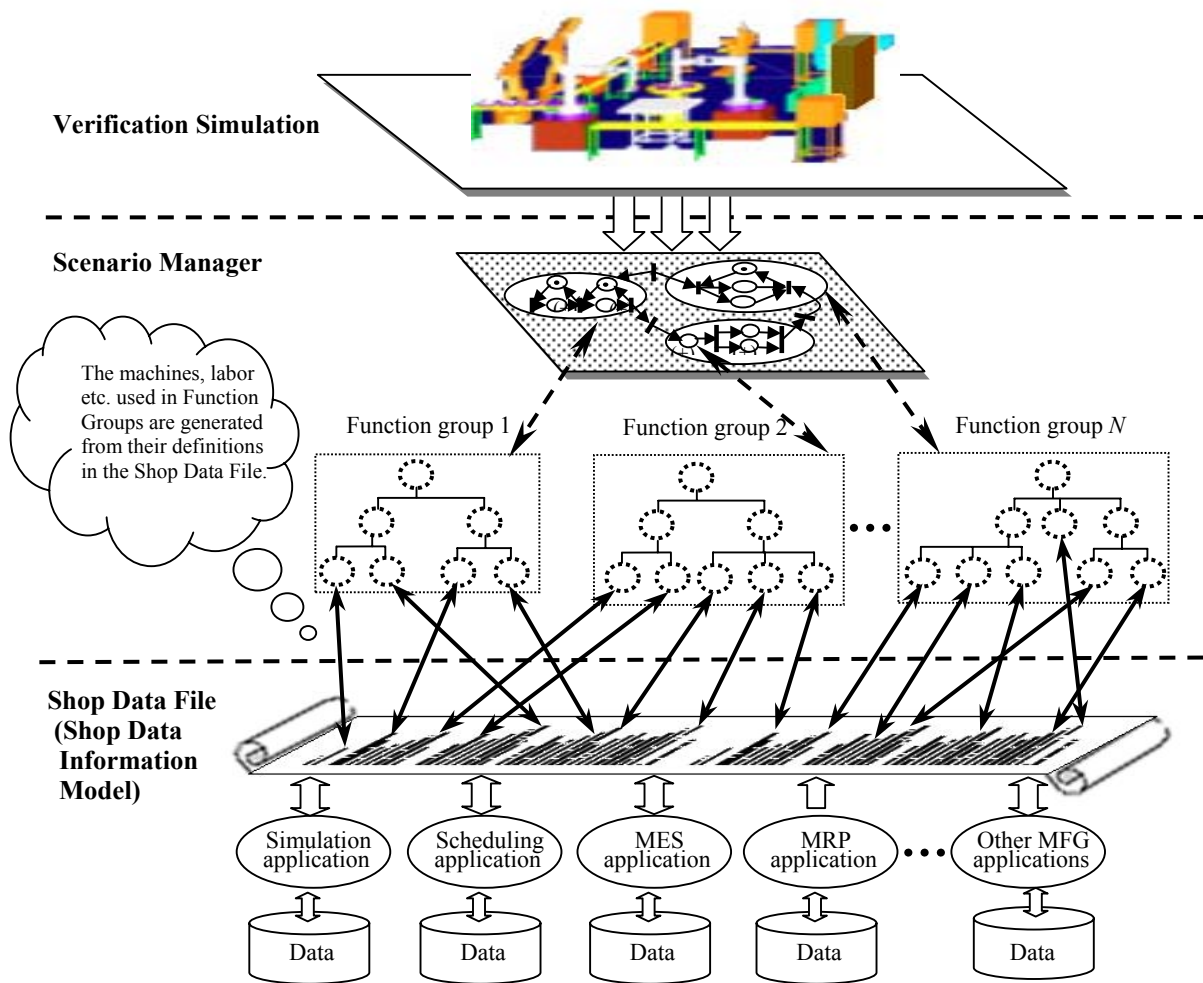 Verification Simulation
Scenario Manager
The machines, labor
etc. used in Function
Groups are generated
from their definitions
in the Shop Data File.
Function group 1
Function group 2
Function group N
Shop Data File
(Shop Data
Information
Model)
Simulation
application
Scheduling
application
MES
application
MRP
application
Other MFG
applications
Data
Data
Data
Data
Data